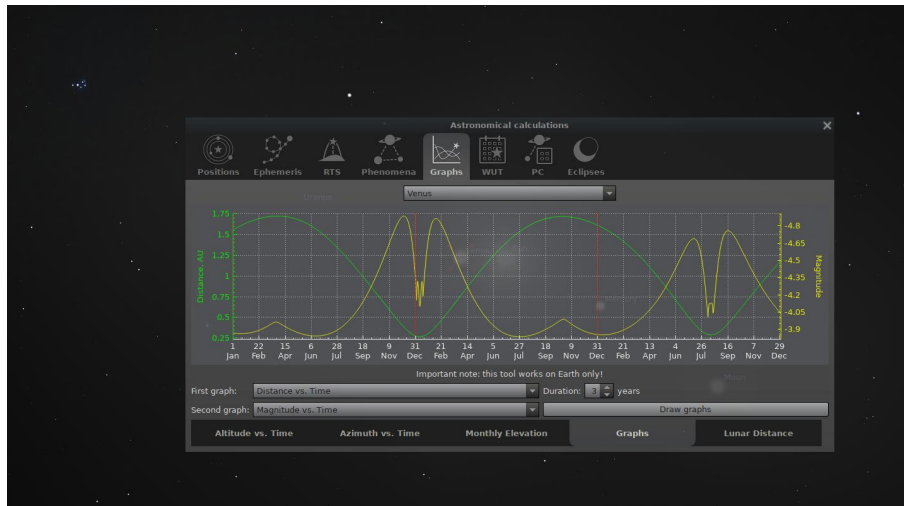 Astronomical calculations
Positions Ephemeris RTS Phenomena Graphs WUT PC Eclipses
Venus
1.75
1.5
1.25
1
0.75
0.5
0.25
Distance, AU
-4.8
-4.65
-4.5
-4.35
-4.2
-4.05
-3.9
Magnitude
1 22 15 6 28 18 9 31 22 14 4 27 18 9 31 21 13 4 26 16 7 29
Jan Feb Apr Jun Jul Sep Nov Dec Feb Apr Jun Jul Sep Nov Dec Feb Apr Jun Jul Sep Nov Dec
Important note: this tool works on Earth only!
First graph: Distance vs. Time Duration: 3 years
Second graph: Magnitude vs. Time Draw graphs
Altitude vs. Time Azimuth vs. Time Monthly Elevation Graphs Lunar Distance